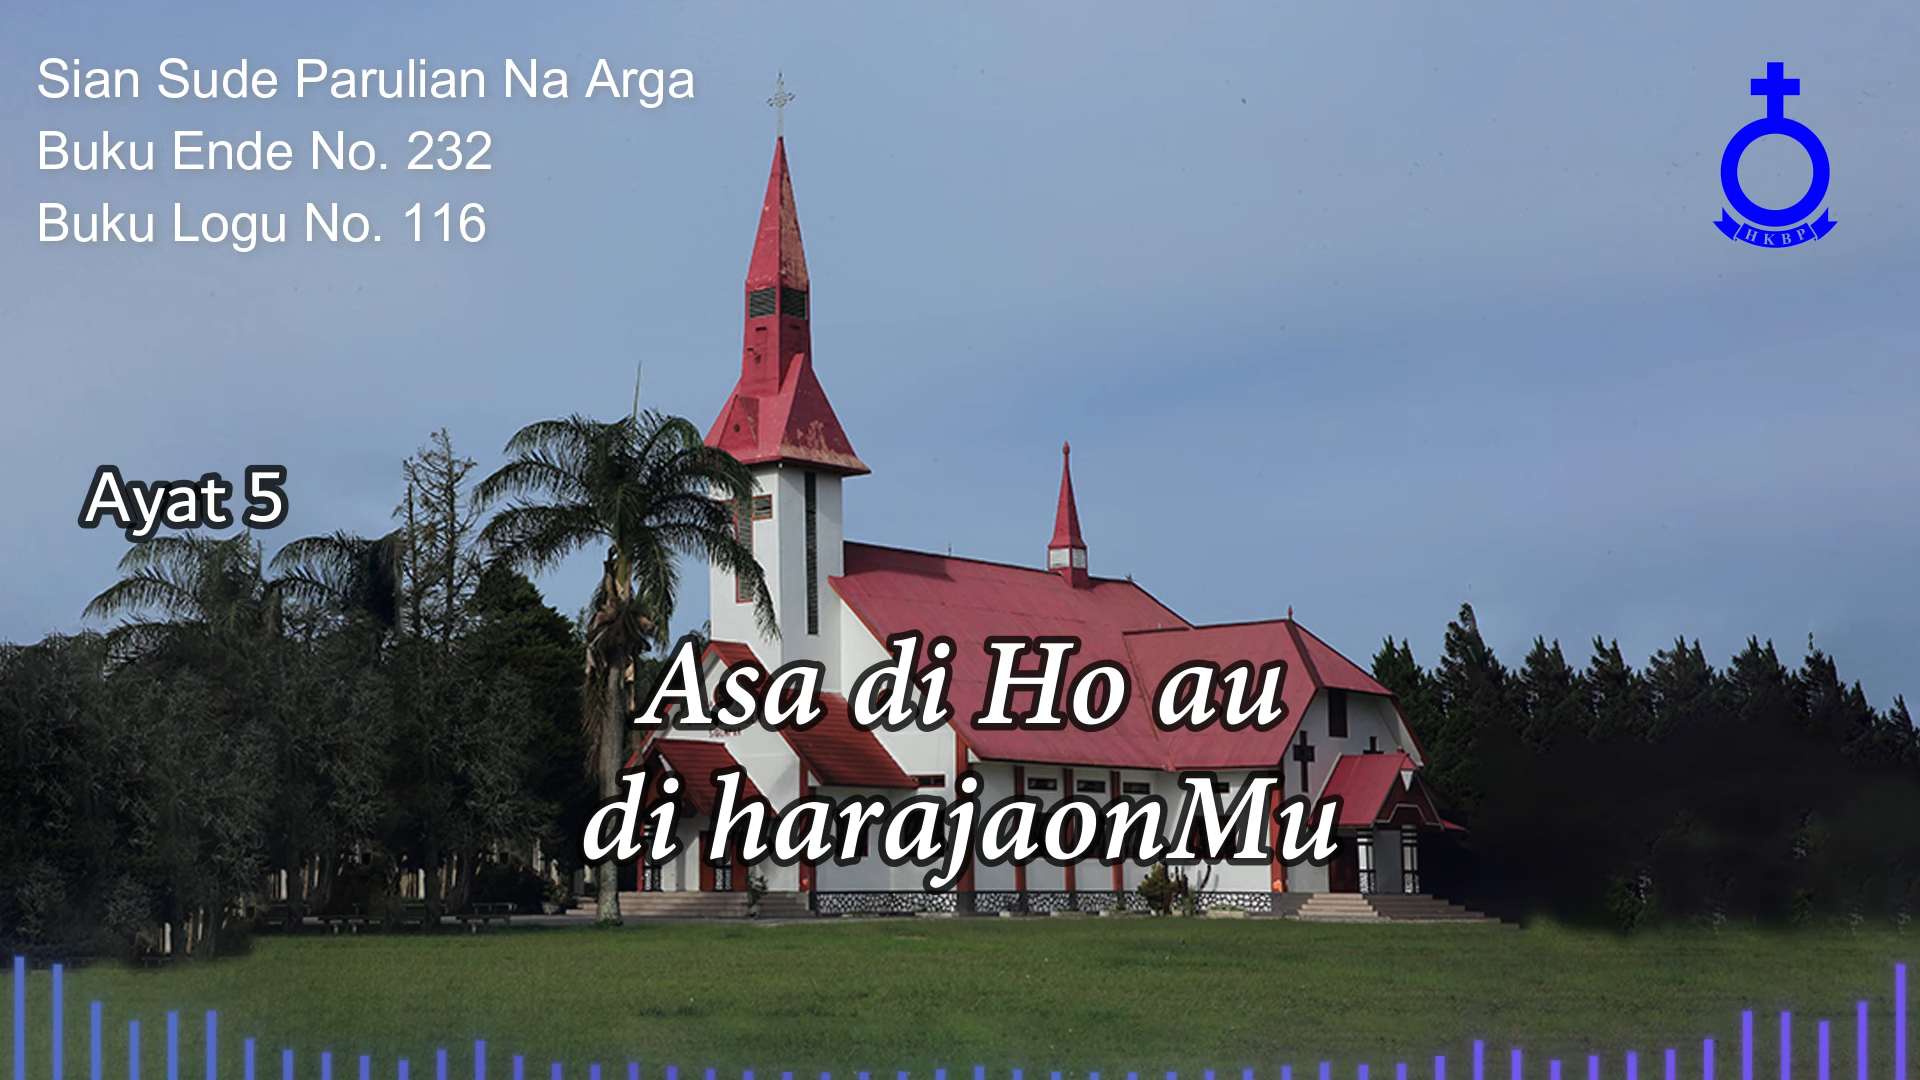 Sian Sude Parulian Na Arga
Buku Ende No. 232
Buku Logu No. 116
HKBP
Ayat 5
Asa di Ho au
di harajaonMu